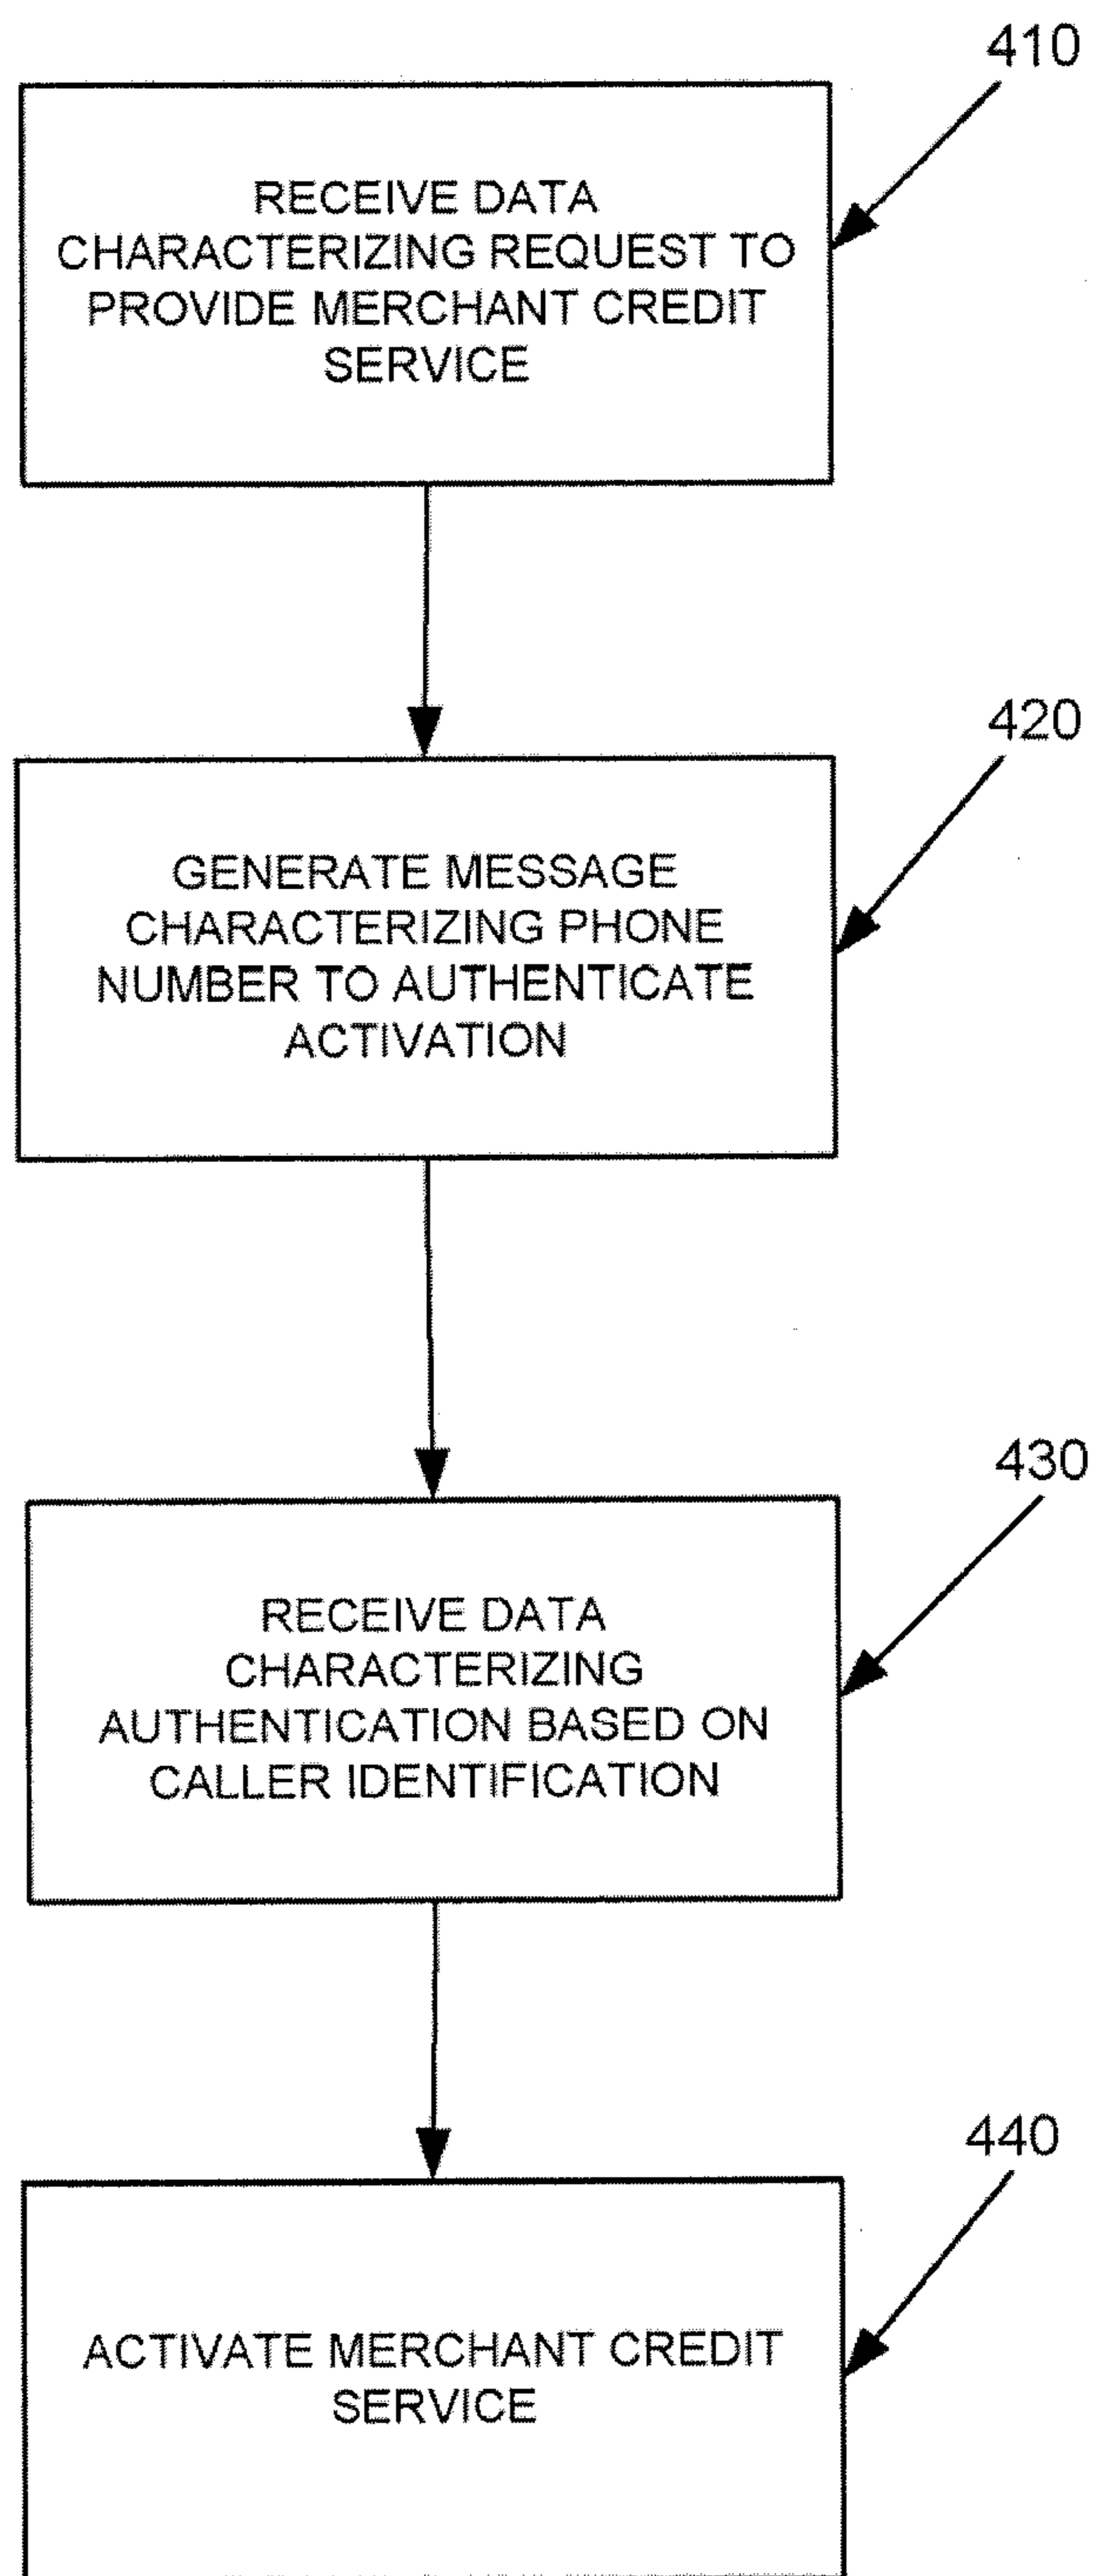 410
RECEIVE DATA
CHARACTERIZING REQUEST TO
PROVIDE MERCHANT CREDIT
SERVICE
420
GENERATE MESSAGE
CHARACTERIZING PHONE
NUMBER TO AUTHENTICATE
ACTIVATION
430
RECEIVE DATA
CHARACTERIZING
AUTHENTICATION BASED ON
CALLER IDENTIFICATION
440
ACTIVATE MERCHANT CREDIT
SERVICE